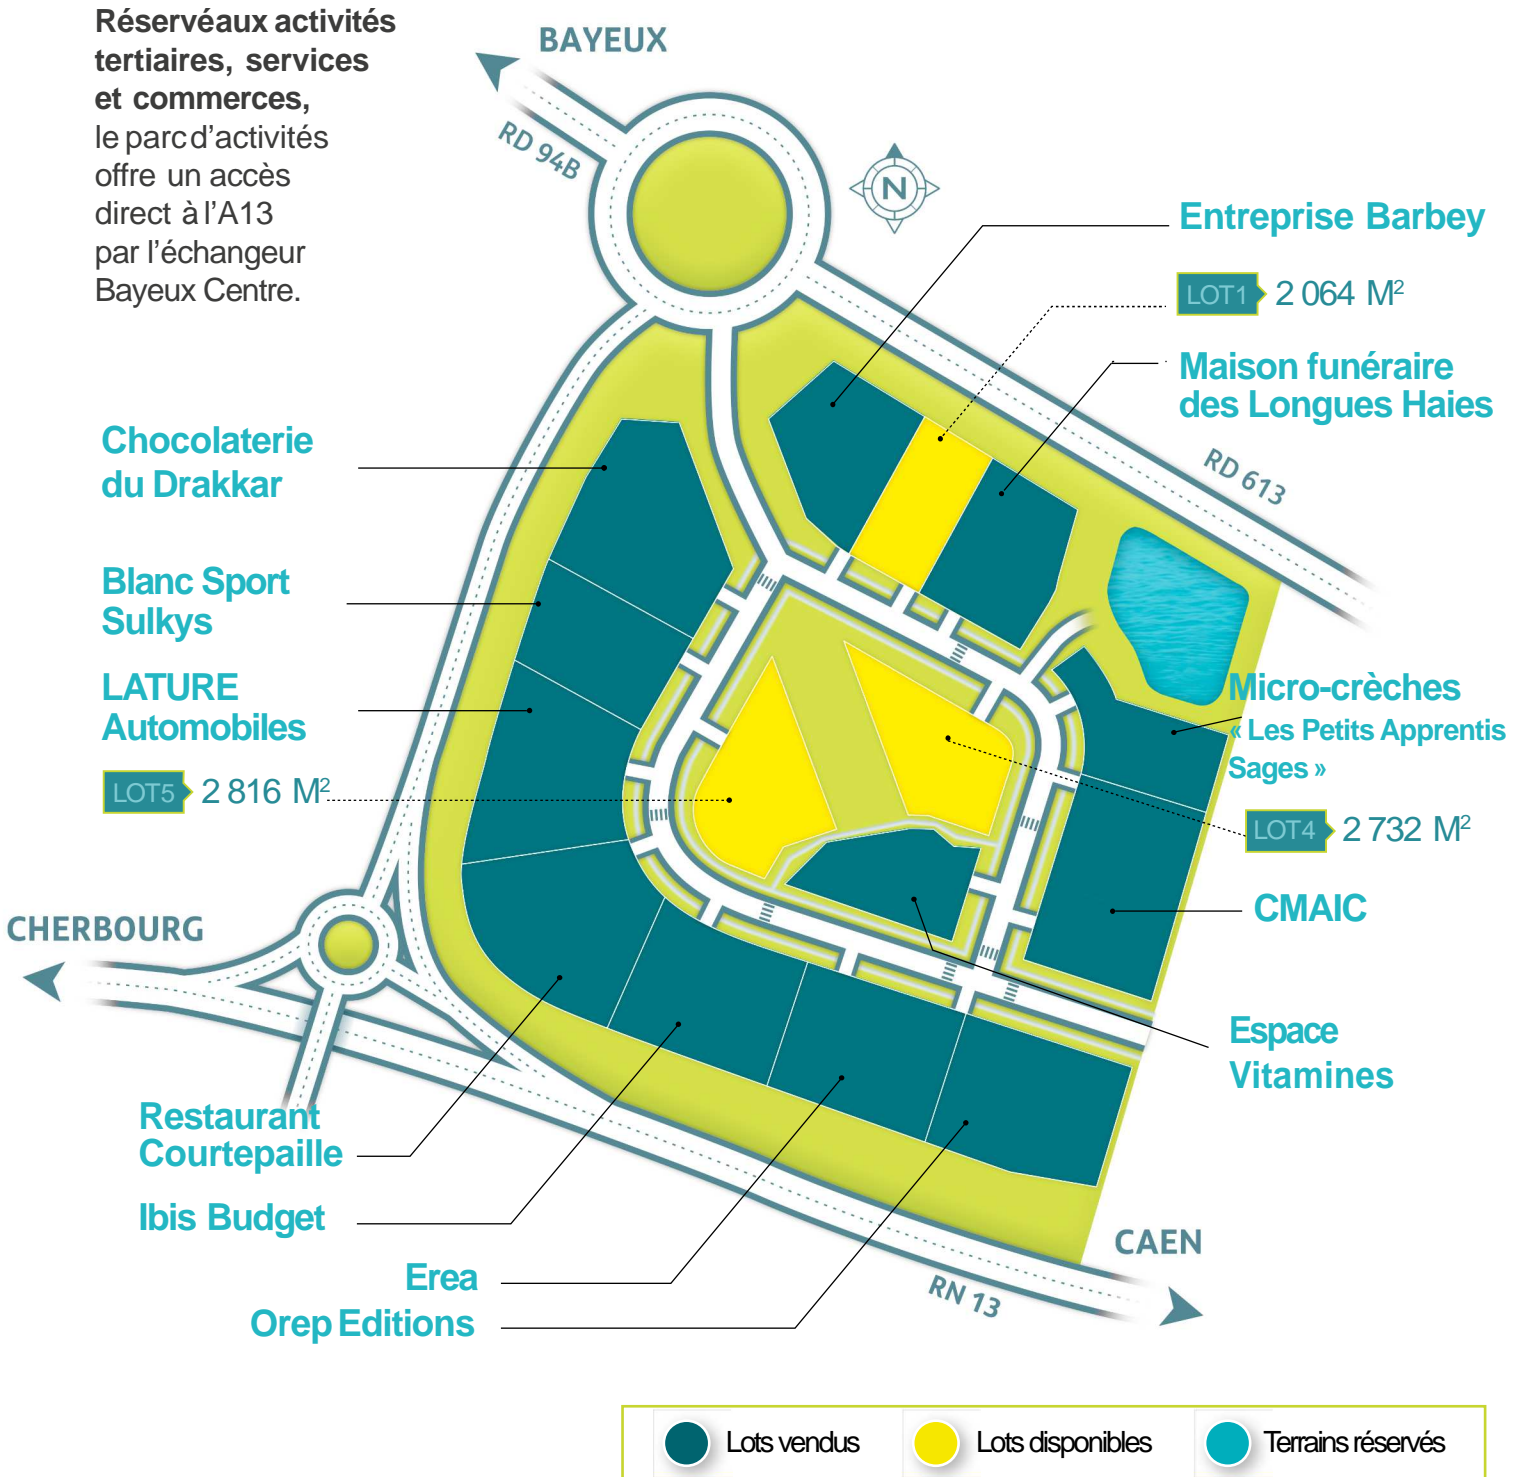 Réservéaux activités
tertiaires, services
et commerces,
le parc d'activités
offre un accès
direct à l'A13
par l'échangeur
Bayeux Centre.
BAYEUX
RD 94B
N
Entreprise Barbey
LOT1 2 064 M²
Maison funéraire
des Longues Haies
RD 613
Chocolaterie
du Drakkar
Blanc Sport
Sulkys
LATURE
Automobiles
LOT5 2 816 M²
Micro-crèches
« Les Petits Apprentis
Sages »
LOT4 2 732 M²
CMAIC
CHERBOURG
Espace
Vitamines
Restaurant
Courtepaille
Ibis Budget
Erea
Orep Editions
CAEN
RN 13
Lots vendus
Lots disponibles
Terrains réservés